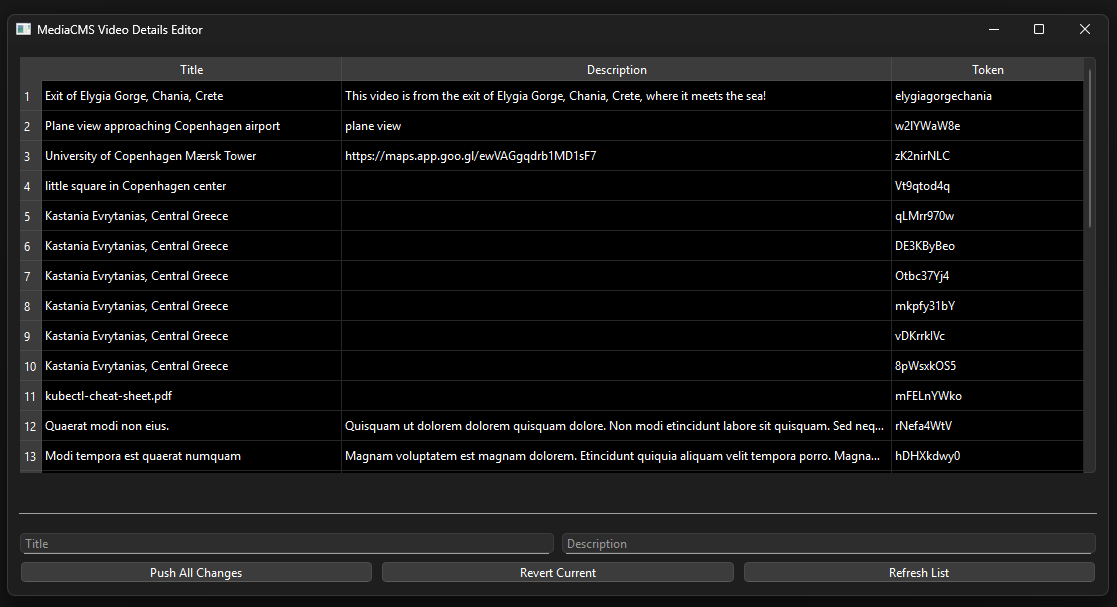 MediaCMS Video Details Editor
Title Description Token
1 Exit of Elygia Gorge, Chania, Crete This video is from the exit of Elygia Gorge, Chania, Crete, where it meets the sea! elygiagorgechania
2 Plane view approaching Copenhagen airport plane view w2IYWaW8e
3 University of Copenhagen Mærsk Tower https://maps.app.goo.gl/ewVAGgqdrb1MD1sF7 zK2nirNLC
4 little square in Copenhagen center Vt9qtod4q
5 Kastania Evrytanias, Central Greece qLMrr970w
6 Kastania Evrytanias, Central Greece DE3KByBeo
7 Kastania Evrytanias, Central Greece Otbc37Yj4
8 Kastania Evrytanias, Central Greece mkpfy31bY
9 Kastania Evrytanias, Central Greece vDKrrklVc
10 Kastania Evrytanias, Central Greece 8pWsxkOS5
11 kubectl-cheat-sheet.pdf mFELnYWko
12 Quaerat modi non eius. Quisquam ut dolorem dolorem quisquam dolore. Non modi etincidunt labore sit quisquam. Sed neq... rNefa4WtV
13 Modi tempora est quaerat numquam Magnam voluptatem est magnam dolorem. Etincidunt quiquia aliquam velit tempora porro. Magna... hDHXkdwy0
Title Description
Push All Changes Revert Current Refresh List